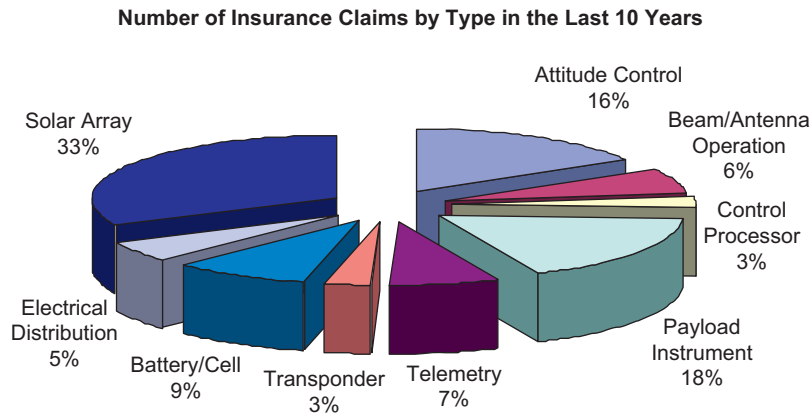 Number of Insurance Claims by Type in the Last 10 Years
Attitude Control
16%
Beam/Antenna
Operation
6%
Control
Processor
3%
Payload
Instrument
18%
Telemetry
7%
Transponder
3%
Battery/Cell
9%
Electrical
Distribution
5%
Solar Array
33%